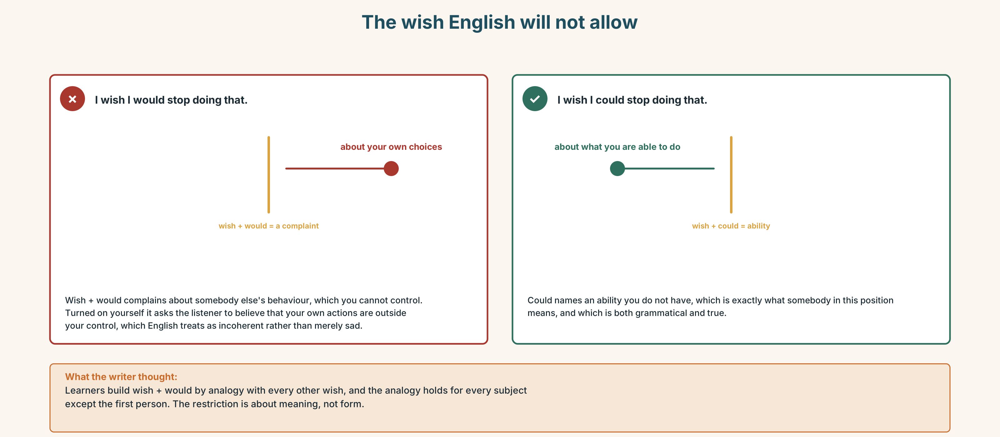 The wish English will not allow
I wish I would stop doing that.
about your own choices
wish + would = a complaint
Wish + would complains about somebody else's behaviour, which you cannot control.
Turned on yourself it asks the listener to believe that your own actions are outside
your control, which English treats as incoherent rather than merely sad.
I wish I could stop doing that.
about what you are able to do
wish + could = ability
Could names an ability you do not have, which is exactly what somebody in this position
means, and which is both grammatical and true.
What the writer thought:
Learners build wish + would by analogy with every other wish, and the analogy holds for every subject
except the first person. The restriction is about meaning, not form.